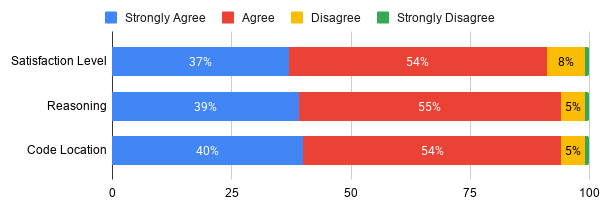 Strongly Agree Agree Disagree Strongly Disagree
Satisfaction Level 37% 54% 8%
Reasoning 39% 55% 5%
Code Location 40% 54% 5%
0 25 50 75 100